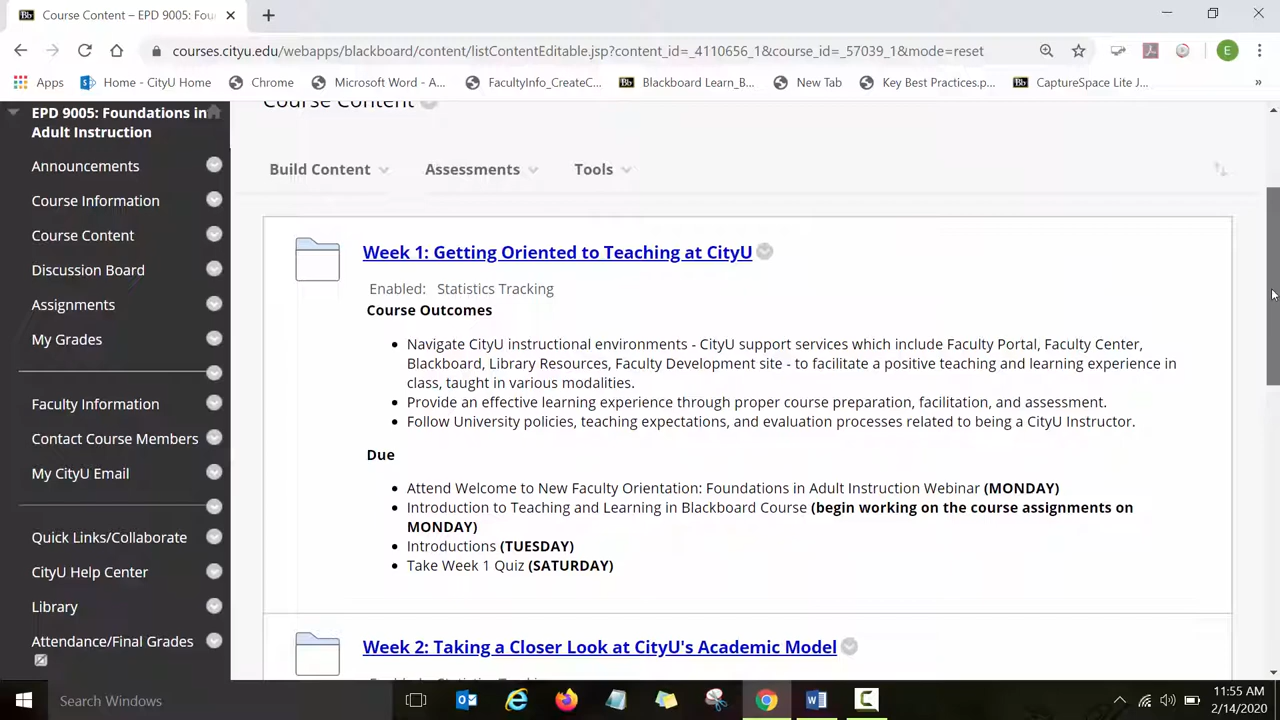 Course Content – EPD 9005: Fou
courses.cityu.edu/webapps/blackboard/content/listContentEditable.jsp?content_id=_4110656_1&course_id=_57039_1&mode=reset
E
Apps
Home - CityU Home
Chrome
Microsoft Word - A...
FacultyInfo_CreateC...
Blackboard Learn_B...
New Tab
Key Best Practices.p...
CaptureSpace Lite J...
»
EPD 9005: Foundations in
Adult Instruction
Announcements
Course Information
Course Content
Discussion Board
Assignments
My Grades
Faculty Information
Contact Course Members
My CityU Email
Quick Links/Collaborate
CityU Help Center
Library
Attendance/Final Grades
Course Content
Build Content
Assessments
Tools
Week 1: Getting Oriented to Teaching at CityU
Enabled: Statistics Tracking
Course Outcomes
Navigate CityU instructional environments - CityU support services which include Faculty Portal, Faculty Center,
Blackboard, Library Resources, Faculty Development site - to facilitate a positive teaching and learning experience in
class, taught in various modalities.
Provide an effective learning experience through proper course preparation, facilitation, and assessment.
Follow University policies, teaching expectations, and evaluation processes related to being a CityU Instructor.
Due
Attend Welcome to New Faculty Orientation: Foundations in Adult Instruction Webinar (MONDAY)
Introduction to Teaching and Learning in Blackboard Course (begin working on the course assignments on
MONDAY)
Introductions (TUESDAY)
Take Week 1 Quiz (SATURDAY)
Week 2: Taking a Closer Look at CityU's Academic Model
Search Windows
11:55 AM
2/14/2020